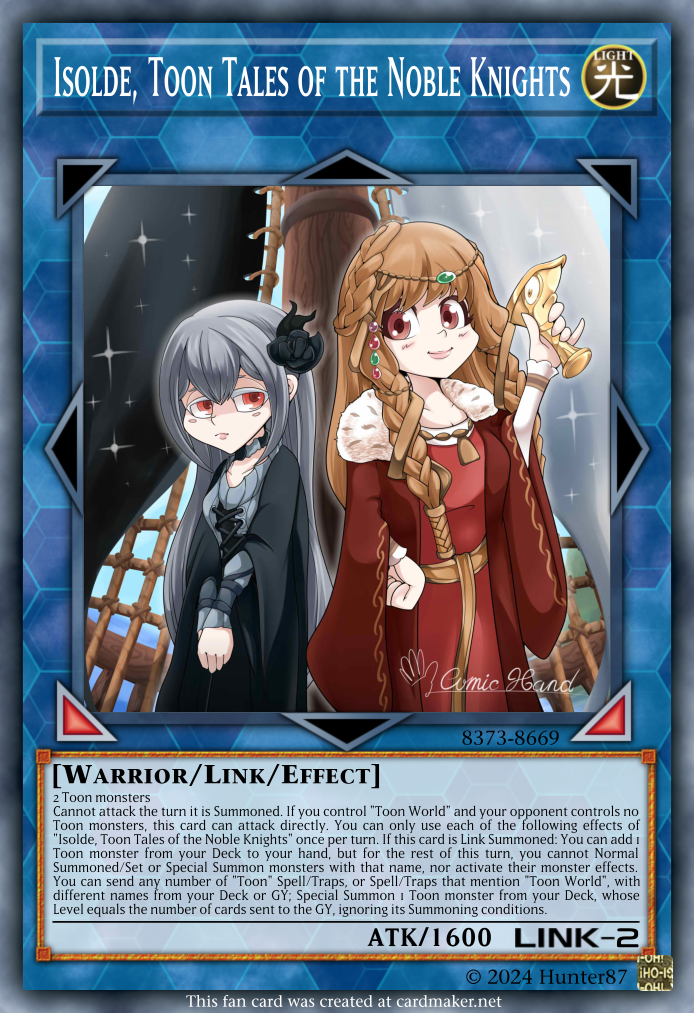 Isolde, Toon Tales of the Noble Knights
LIGHT
光
Comic Hand
8373-8669
[Warrior/Link/Effect]
2 Toon monsters
Cannot attack the turn it is Summoned. If you control "Toon World" and your opponent controls no
Toon monsters, this card can attack directly. You can only use each of the following effects of
"Isolde, Toon Tales of the Noble Knights" once per turn. If this card is Link Summoned: You can add 1
Toon monster from your Deck to your hand, but for the rest of this turn, you cannot Normal
Summoned/Set or Special Summon monsters with that name, nor activate their monster effects.
You can send any number of "Toon" Spell/Traps, or Spell/Traps that mention "Toon World", with
different names from your Deck or GY; Special Summon 1 Toon monster from your Deck, whose
Level equals the number of cards sent to the GY, ignoring its Summoning conditions.
ATK/1600 LINK-2
© 2024 Hunter87
This fan card was created at cardmaker.net